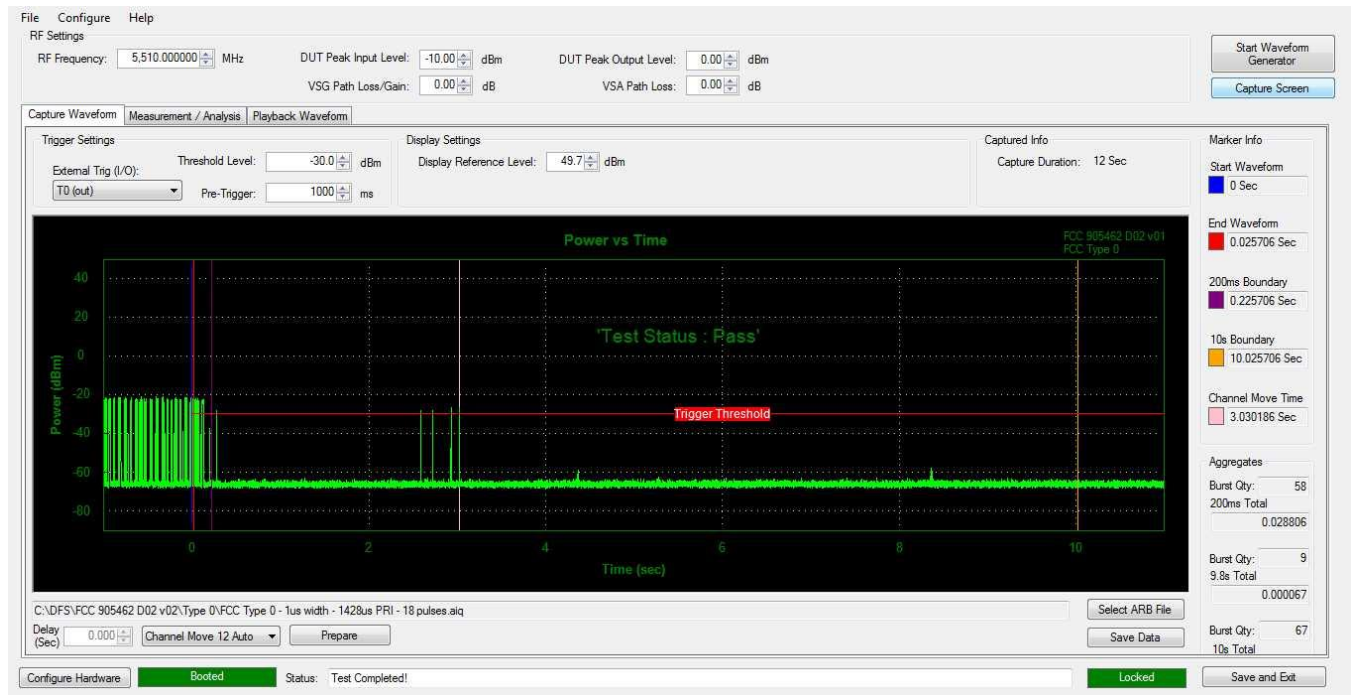 File Configure Help
RF Settings
RF Frequency: 5,510.000000 MHz DUT Peak Input Level: -10.00 dBm DUT Peak Output Level: 0.00 dBm
VSG Path Loss/Gain: 0.00 dB VSA Path Loss: 0.00 dB
Start Waveform Generator
Capture Screen
Capture Waveform Measurement / Analysis Playback Waveform
Trigger Settings
External Trig (I/O):
T0 (out)
Threshold Level: -30.0 dBm
Pre-Trigger: 1000 ms
Display Settings
Display Reference Level: 49.7 dBm
Captured Info
Capture Duration: 12 Sec
Marker Info
Start Waveform
0 Sec
End Waveform
0.025706 Sec
200ms Boundary
0.225706 Sec
10s Boundary
10.025706 Sec
Channel Move Time
3.030186 Sec
Aggregates
Burst Qty: 58
200ms Total
0.028806
Burst Qty: 9
9.8s Total
0.000067
Burst Qty: 67
10s Total
Power vs Time
FCC 905462 D02 v01
FCC Type 0
'Test Status : Pass'
Trigger Threshold
Power (dBm)
40
20
0
-20
-40
-60
-80
0 2 4 6 8 10
Time (sec)
C:\DFS\FCC 905462 D02 v02\Type 0\FCC Type 0 - 1us width - 1428us PRI - 18 pulses.aiq
Select ARB File
Delay (Sec) 0.000 Channel Move 12 Auto Prepare
Save Data
Configure Hardware Booted Status: Test Completed! Locked Save and Exit